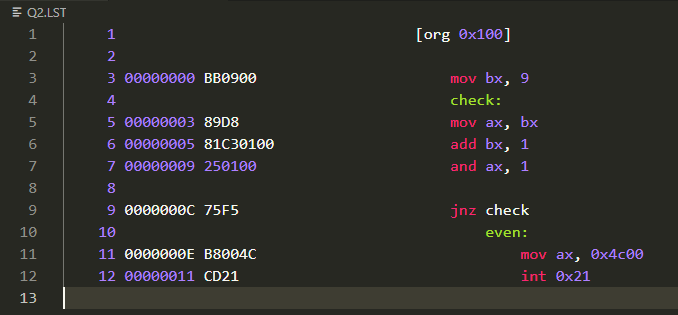 Q2.LST
1 1 [org 0x100]
2 2
3 3 00000000 BB0900 mov bx, 9
4 4 check:
5 5 00000003 89D8 mov ax, bx
6 6 00000005 81C30100 add bx, 1
7 7 00000009 250100 and ax, 1
8 8
9 9 0000000C 75F5 jnz check
10 10 even:
11 11 0000000E B8004C mov ax, 0x4c00
12 12 00000011 CD21 int 0x21
13